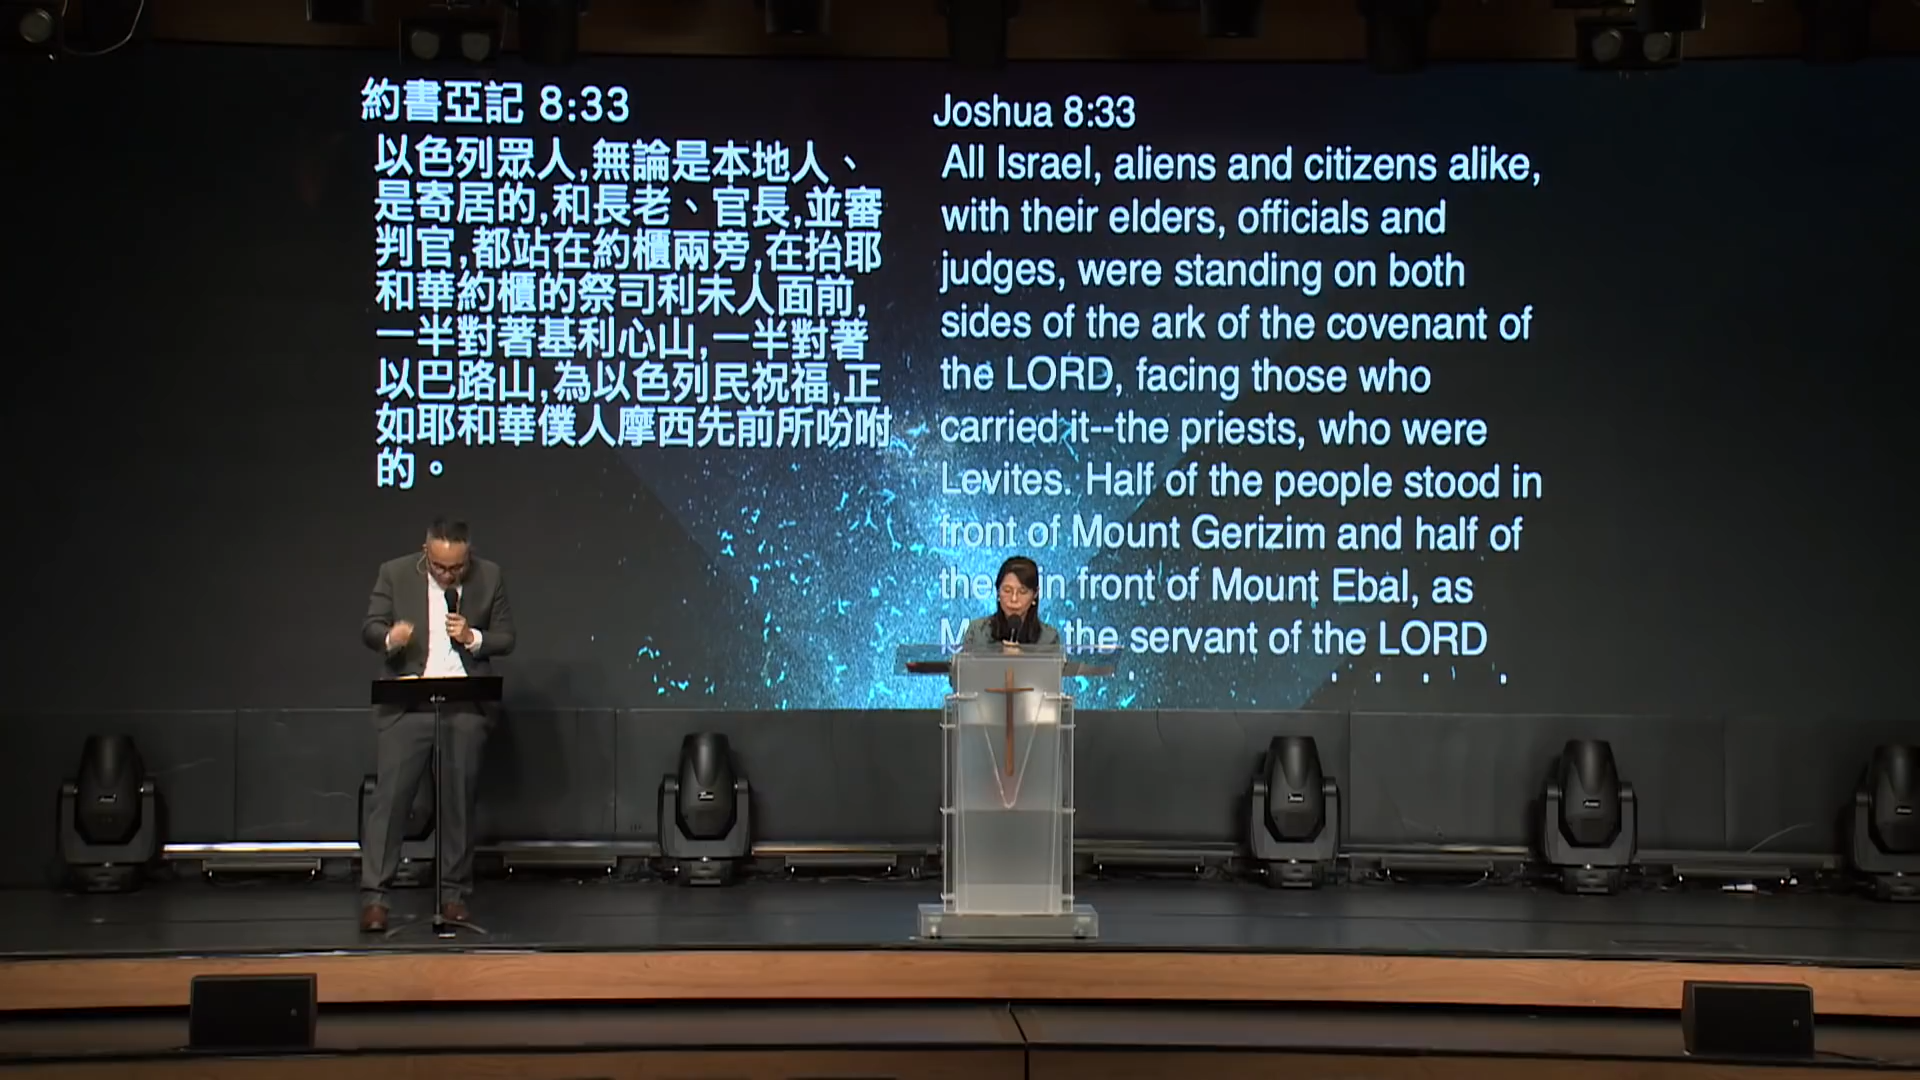 約書亞記 8:33
以色列眾人,無論是本地人、
是寄居的,和長老、官長,並審
判官,都站在約櫃兩旁,在抬耶
和華約櫃的祭司利未人面前,
一半對著基利心山,一半對著
以巴路山,為以色列民祝福,正
如耶和華僕人摩西先前所吩咐
的。
Joshua 8:33
All Israel, aliens and citizens alike,
with their elders, officials and
judges, were standing on both
sides of the ark of the covenant of
the LORD, facing those who
carried it--the priests, who were
Levites. Half of the people stood in
front of Mount Gerizim and half of
in front of Mount Ebal, as
the servant of the LORD